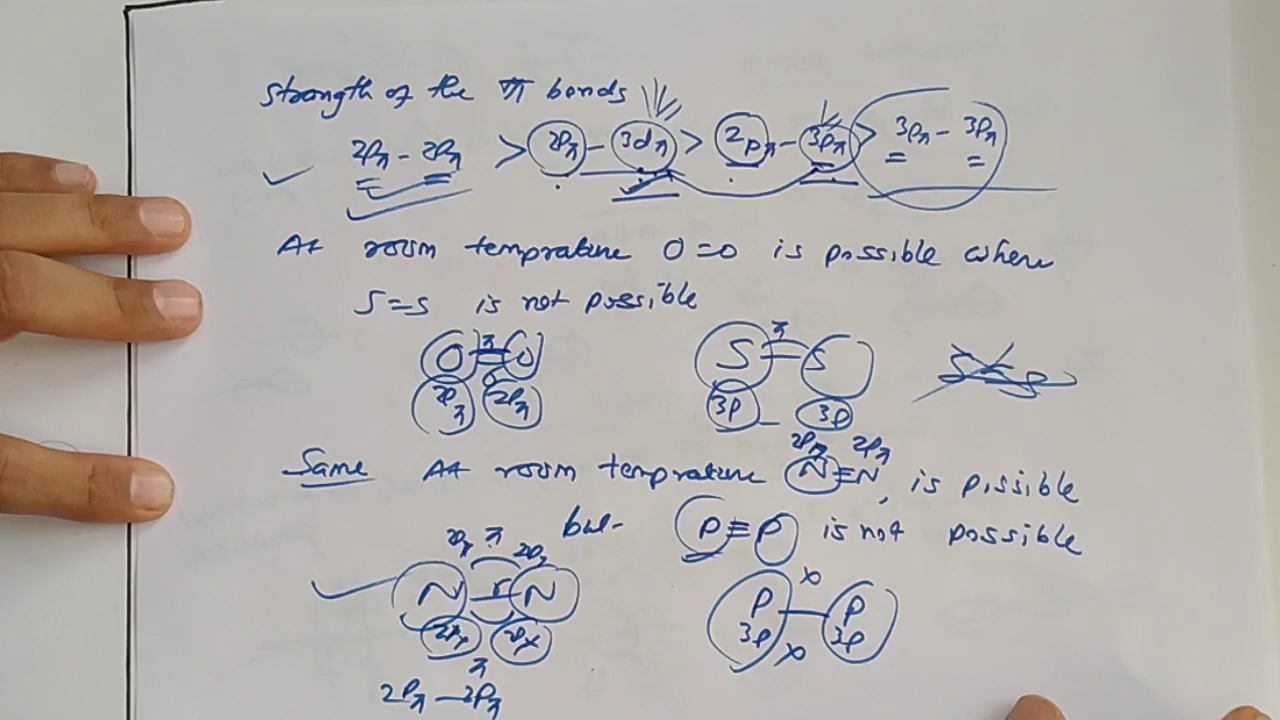 strength of the π bonds
2Pπ - 2Pπ > 2Pπ - 3dπ > 2pπ - 3pπ > 3Pπ - 3Pπ
At room temprature O=O is possible where
S=S is not possible
O=O π S=S π S=S
2Pπ 2Pπ 3p 3p
2Pπ 2Pπ
Same At room temprature N≡N, is possible
but P≡P is not possible
2Pπ π 2Pπ
N N P P
2Pπ 2Pπ 3p 3p
π
2Pπ - 2Pπ